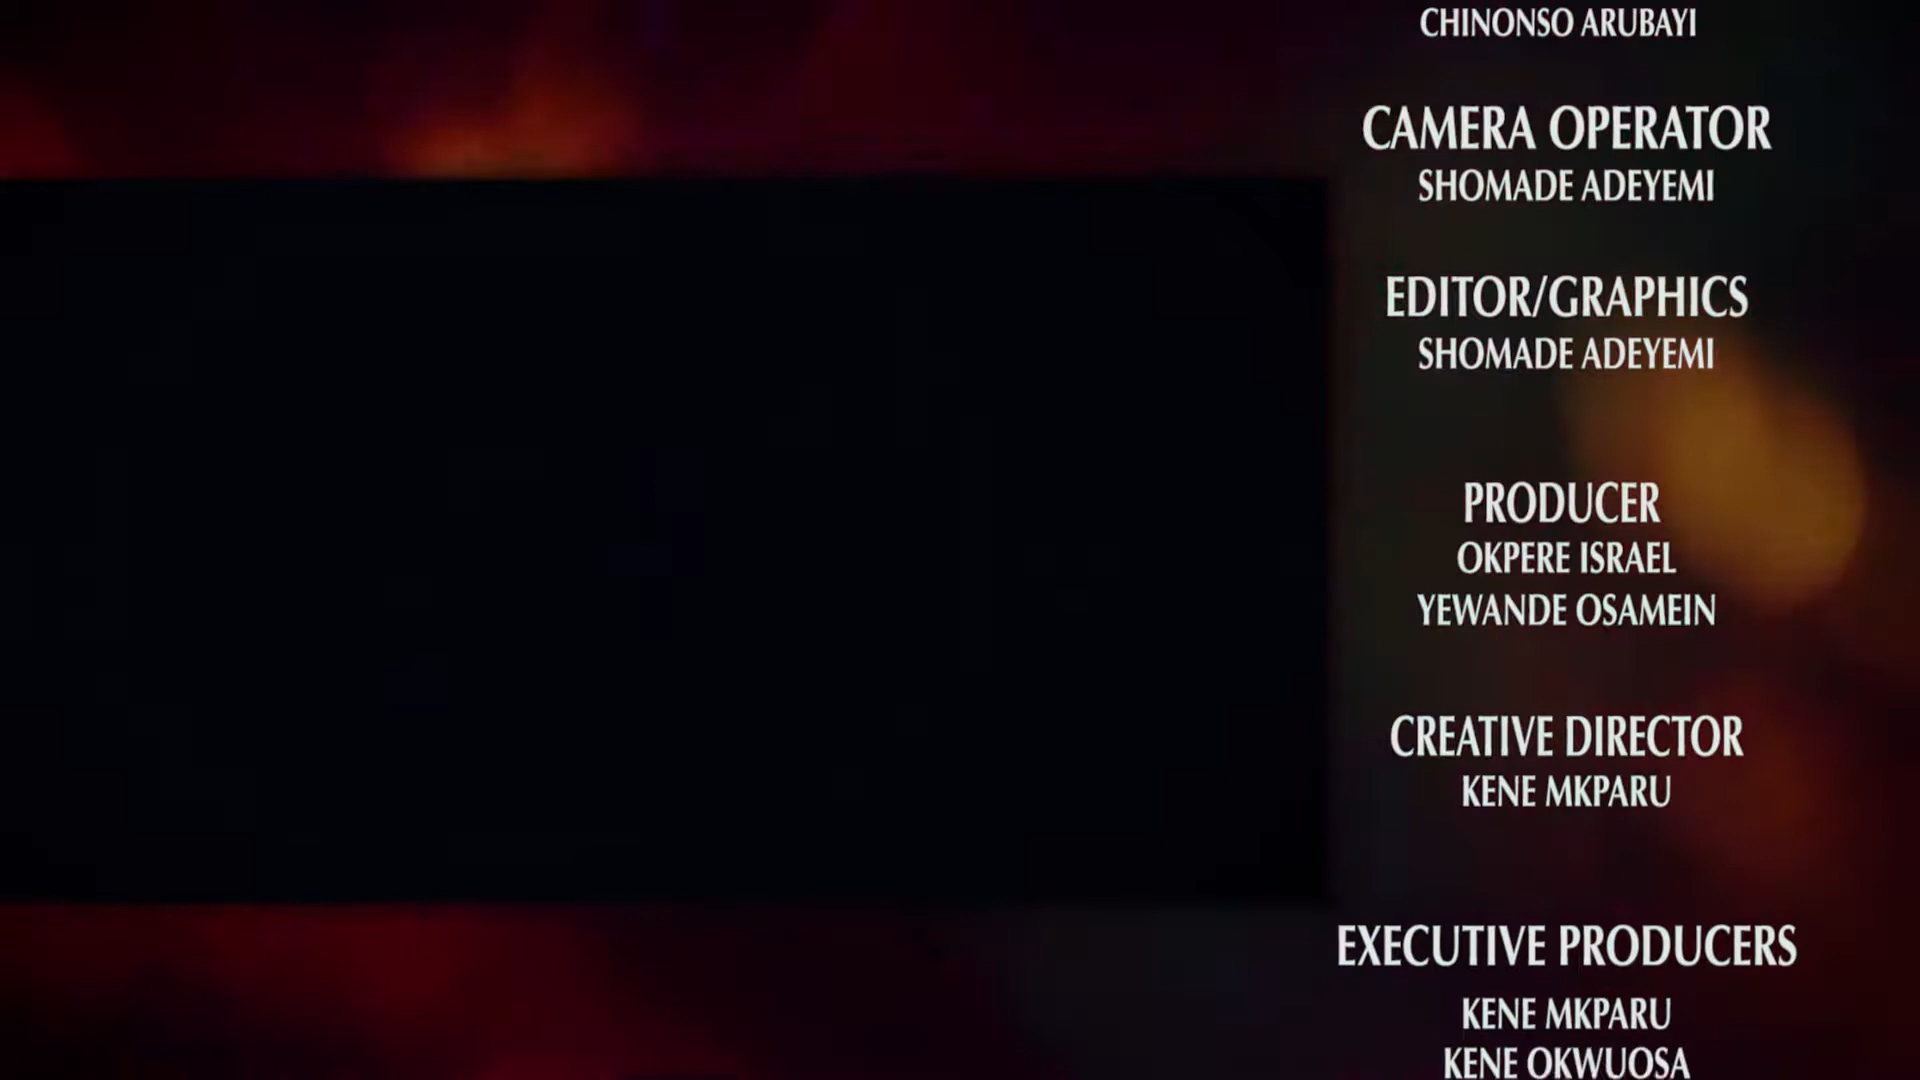 CHINONSO ARUBAYI
CAMERA OPERATOR
SHOMADE ADEYEMI
EDITOR/GRAPHICS
SHOMADE ADEYEMI
PRODUCER
OKPERE ISRAEL
YEWANDE OSAMEIN
CREATIVE DIRECTOR
KENE MKPARU
EXECUTIVE PRODUCERS
KENE MKPARU
KENE OKWUOSA